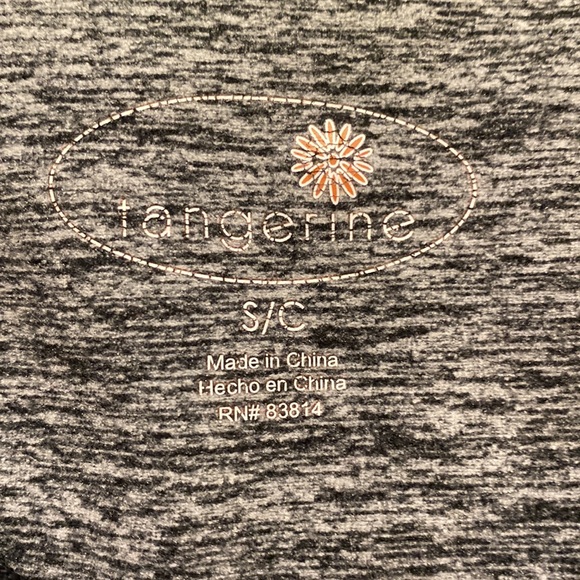 tangerine
S/C
Made in China
Hecho en China
RN# 83814